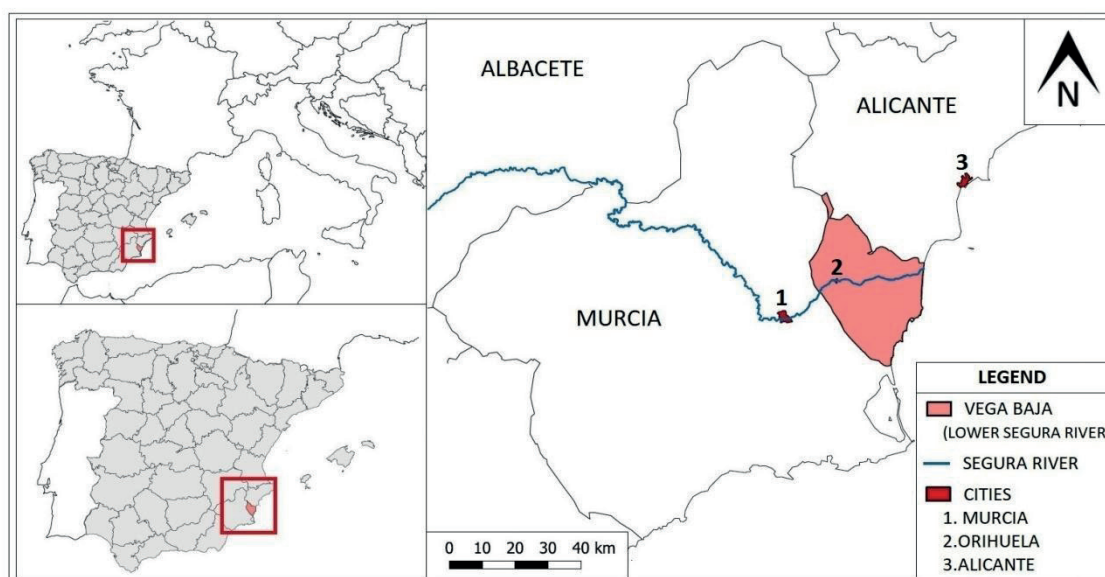 ALBACETE
ALICANTE
N
3
2
1
MURCIA
LEGEND
VEGA BAJA
(LOWER SEGURA RIVER)
SEGURA RIVER
CITIES
1. MURCIA
2.ORIHUELA
3.ALICANTE
0 10 20 30 40 km